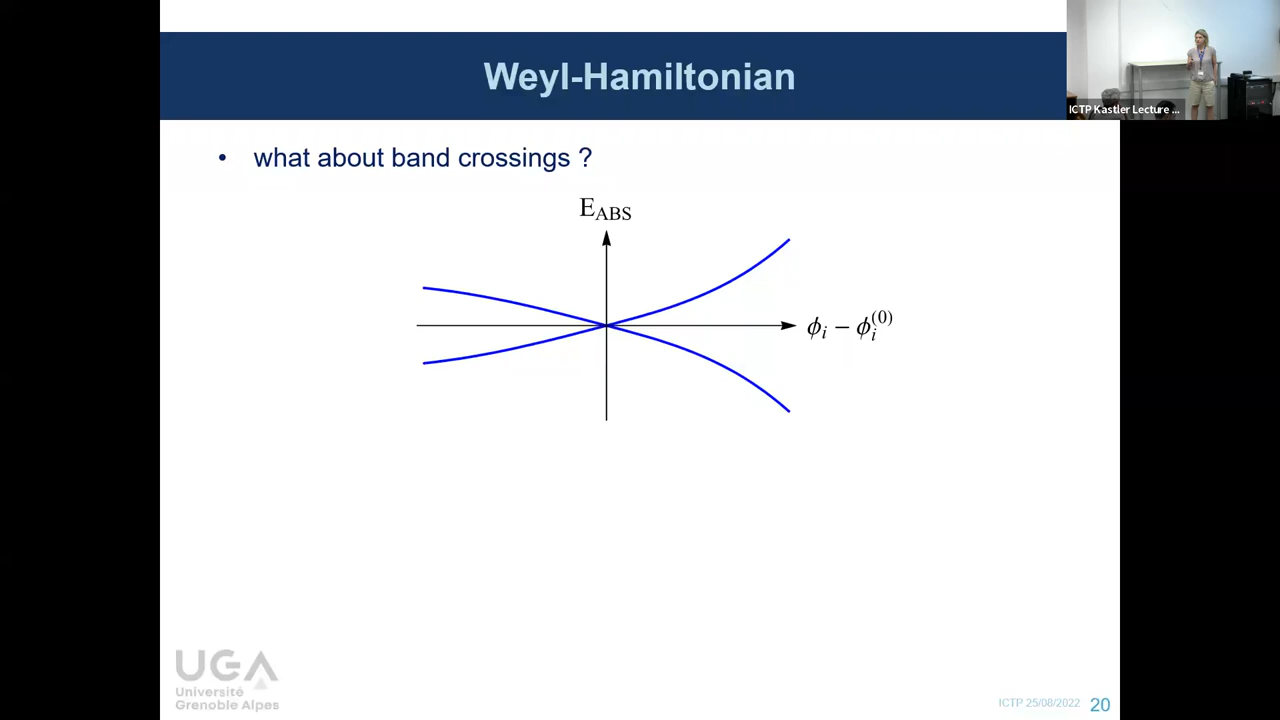 Weyl-Hamiltonian
ICTP Kastler Lecture ...
• what about band crossings ?
E_ABS
ϕ_i − ϕ_i^(0)
UGA
Université
Grenoble Alpes
ICTP 25/08/2022 20